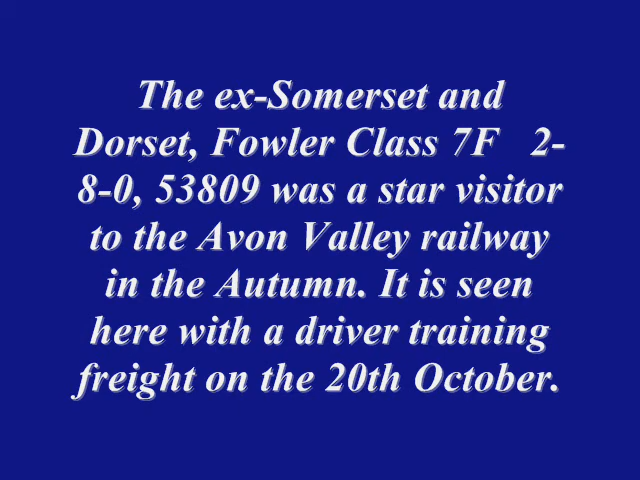 The ex-Somerset and
Dorset, Fowler Class 7F   2-
8-0, 53809 was a star visitor
to the Avon Valley railway
in the Autumn. It is seen
here with a driver training
freight on the 20th October.